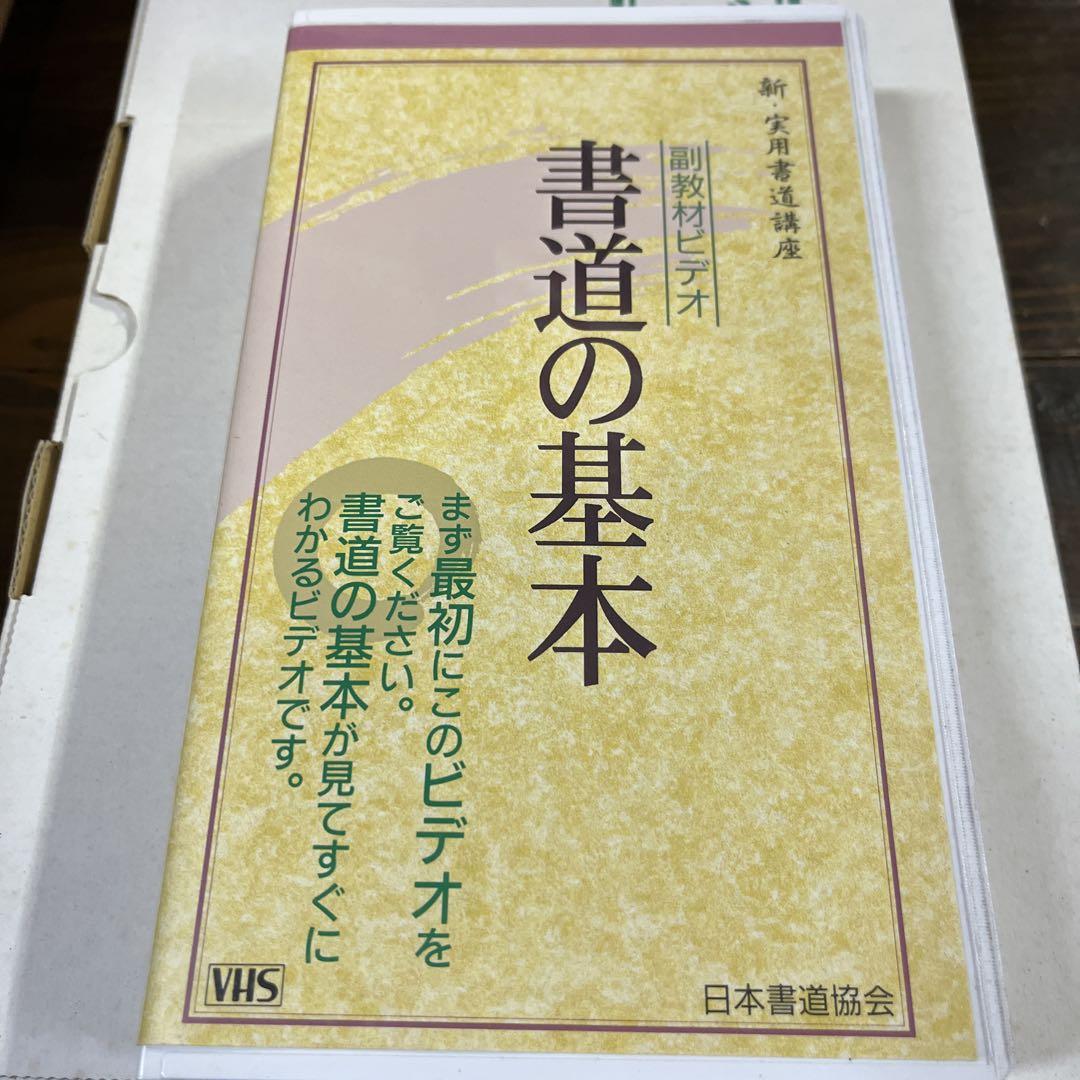 新・実用書道講座
副教材ビデオ
書道の基本
まず最初にこのビデオを
ご覧ください。
書道の基本が見てすぐに
わかるビデオです。
VHS
日本書道協会